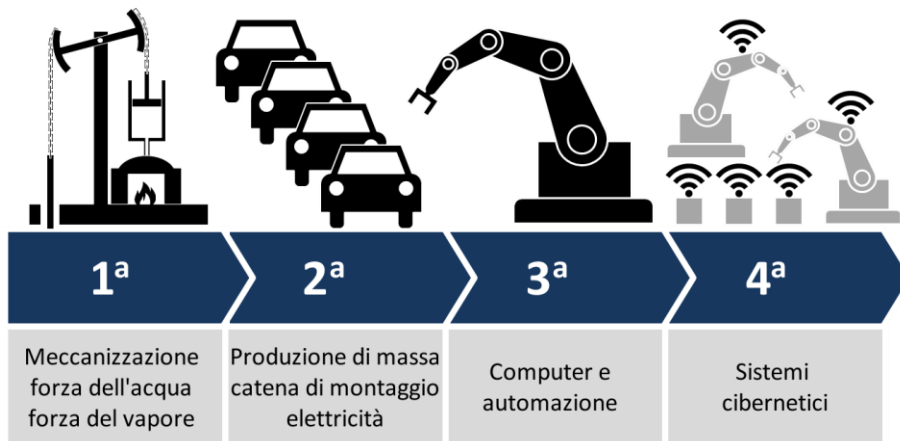 1ª
2ª
3ª
4ª
Meccanizzazione
forza dell'acqua
forza del vapore
Produzione di massa
catena di montaggio
elettricità
Computer e
automazione
Sistemi
cibernetici